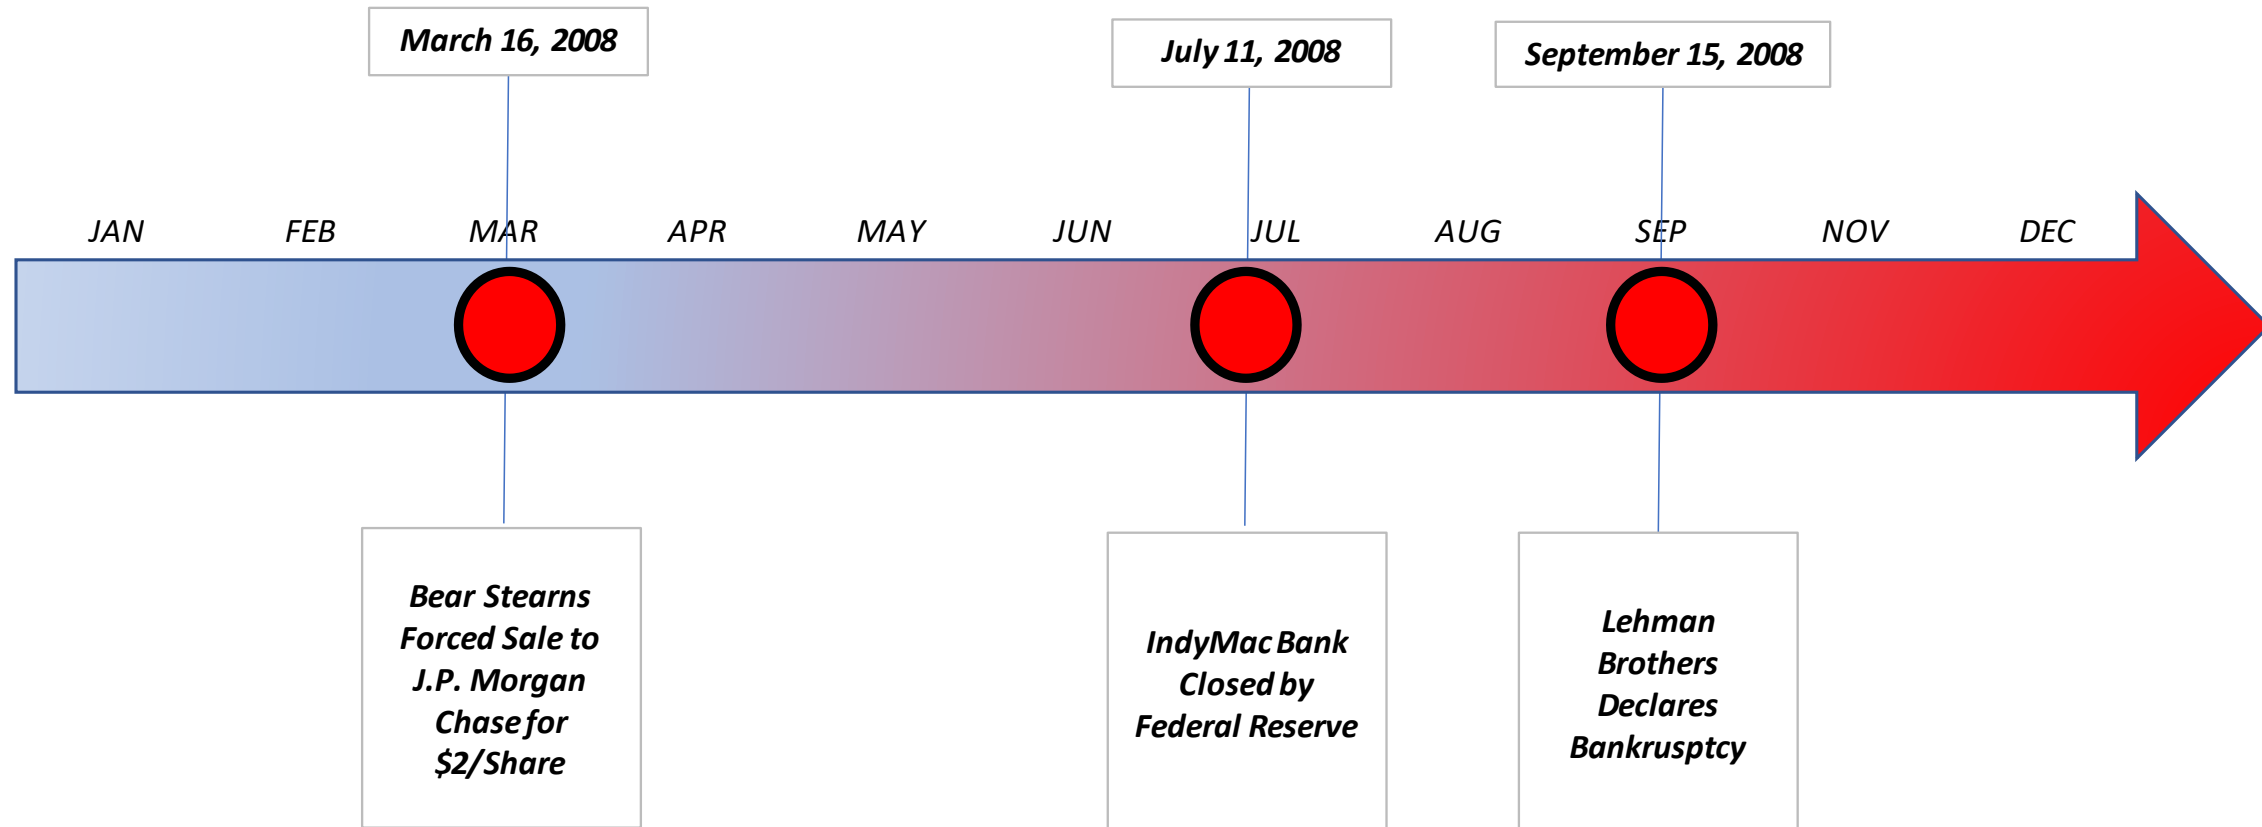 March 16, 2008
July 11, 2008
September 15, 2008
JAN FEB MAR APR MAY JUN JUL AUG SEP NOV DEC
Bear Stearns
Forced Sale to
J.P. Morgan
Chase for
$2/Share
IndyMac Bank
Closed by
Federal Reserve
Lehman
Brothers
Declares
Bankrusptcy